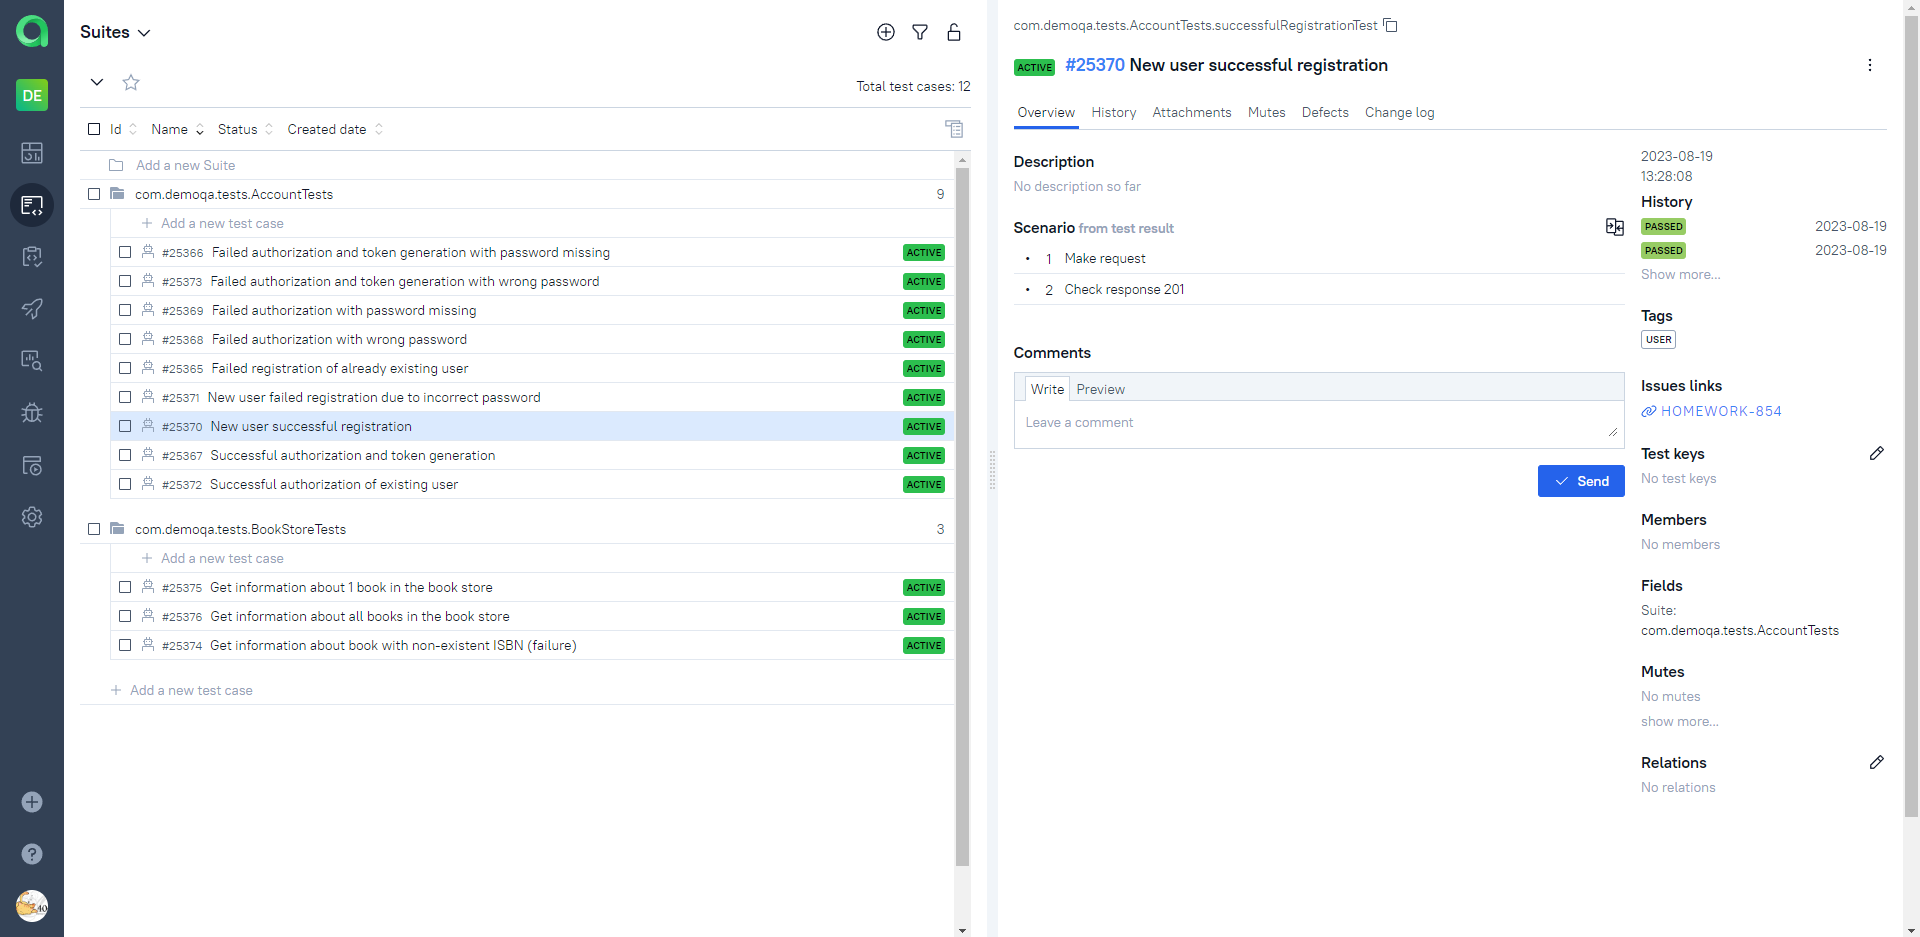 DE
Suites
Total test cases: 12
Id Name Status Created date
Add a new Suite
com.demoqa.tests.AccountTests 9
Add a new test case
#25366 Failed authorization and token generation with password missing ACTIVE
#25373 Failed authorization and token generation with wrong password ACTIVE
#25369 Failed authorization with password missing ACTIVE
#25368 Failed authorization with wrong password ACTIVE
#25365 Failed registration of already existing user ACTIVE
#25371 New user failed registration due to incorrect password ACTIVE
#25370 New user successful registration ACTIVE
#25367 Successful authorization and token generation ACTIVE
#25372 Successful authorization of existing user ACTIVE
com.demoqa.tests.BookStoreTests 3
Add a new test case
#25375 Get information about 1 book in the book store ACTIVE
#25376 Get information about all books in the book store ACTIVE
#25374 Get information about book with non-existent ISBN (failure) ACTIVE
Add a new test case
com.demoqa.tests.AccountTests.successfulRegistrationTest
ACTIVE #25370 New user successful registration
Overview History Attachments Mutes Defects Change log
Description
No description so far
Scenario from test result
1 Make request
2 Check response 201
Comments
Write Preview
Leave a comment
Send
2023-08-19
13:28:08
History
PASSED 2023-08-19
PASSED 2023-08-19
Show more...
Tags
USER
Issues links
HOMEWORK-854
Test keys
No test keys
Members
No members
Fields
Suite:
com.demoqa.tests.AccountTests
Mutes
No mutes
show more...
Relations
No relations